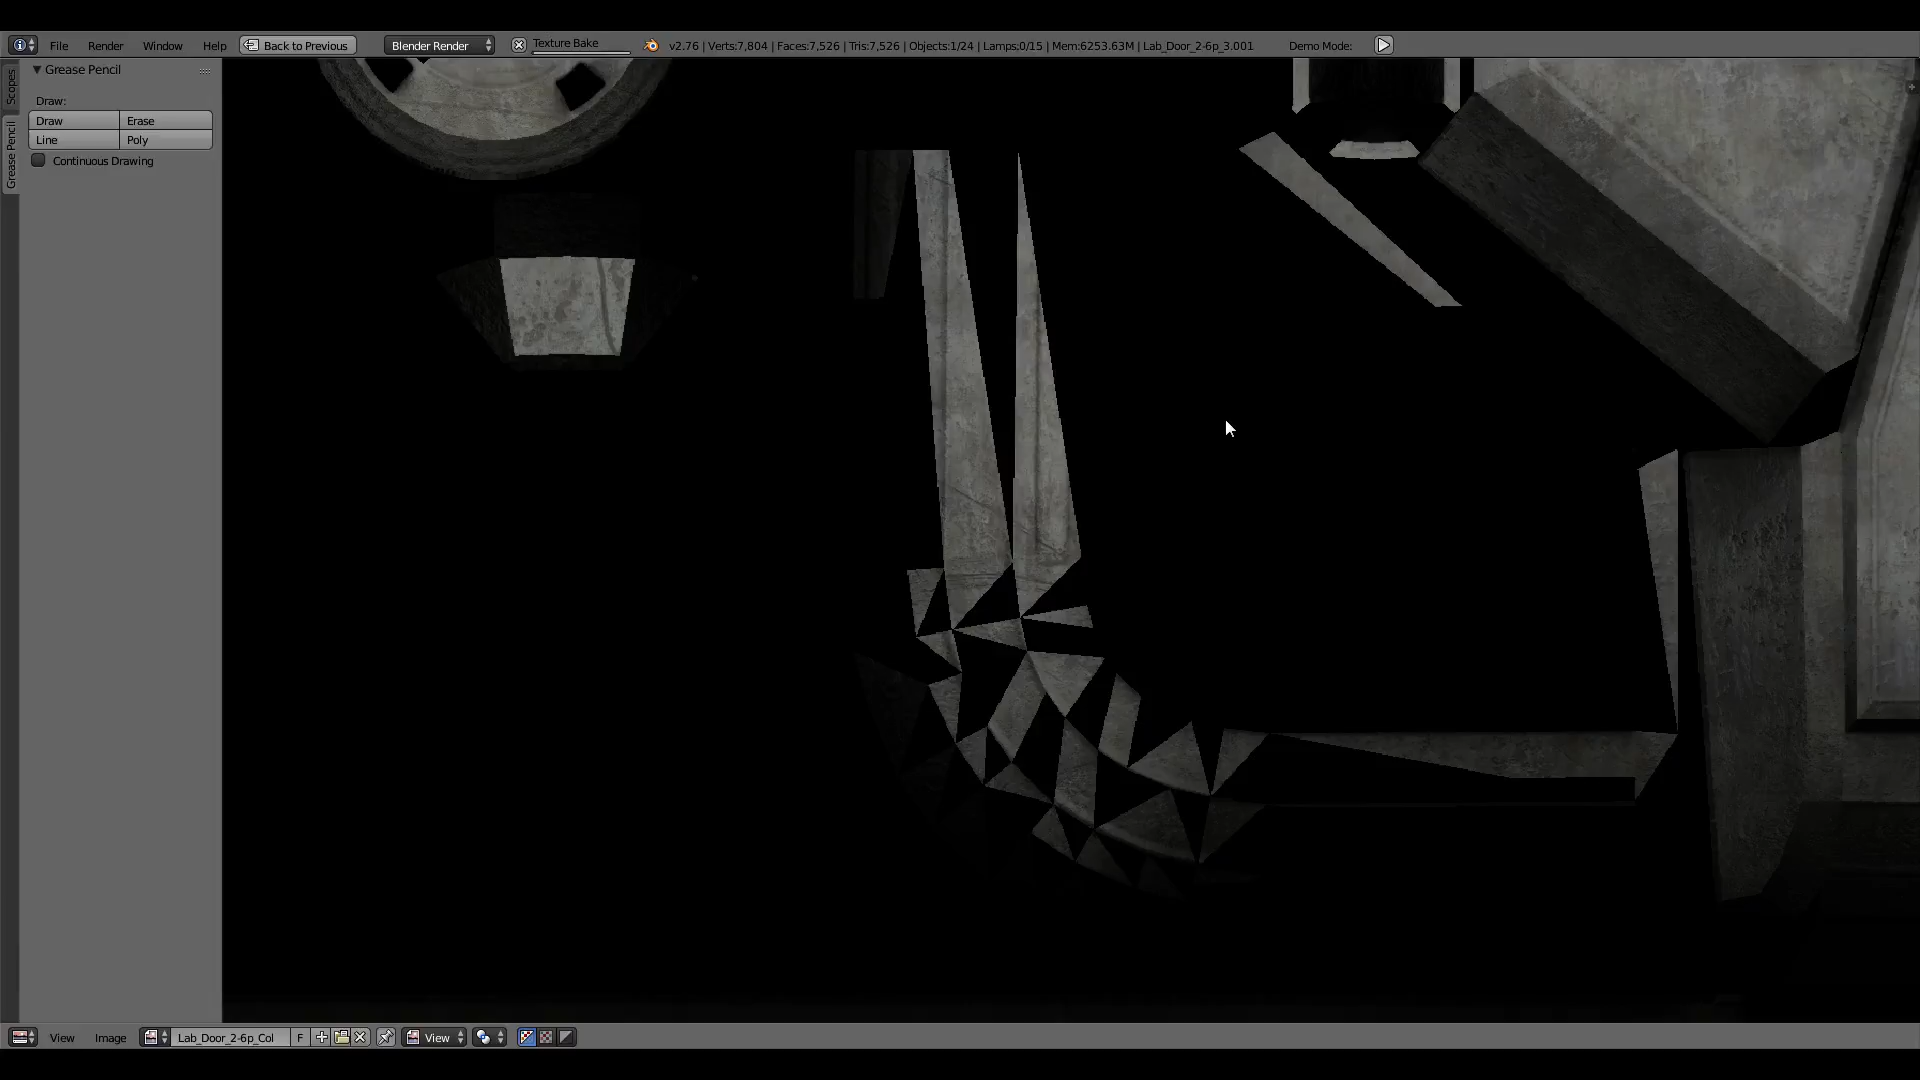 File Render Window Help Back to Previous Blender Render Texture Bake v2.76 | Verts:7,804 | Faces:7,526 | Tris:7,526 | Objects:1/24 | Lamps:0/15 | Mem:6253.63M | Lab_Door_2-6p_3.001 Demo Mode:
Scopes
Grease Pencil
Grease Pencil
Draw:
Draw Erase
Line Poly
Continuous Drawing
View Image Lab_Door_2-6p_Col F View